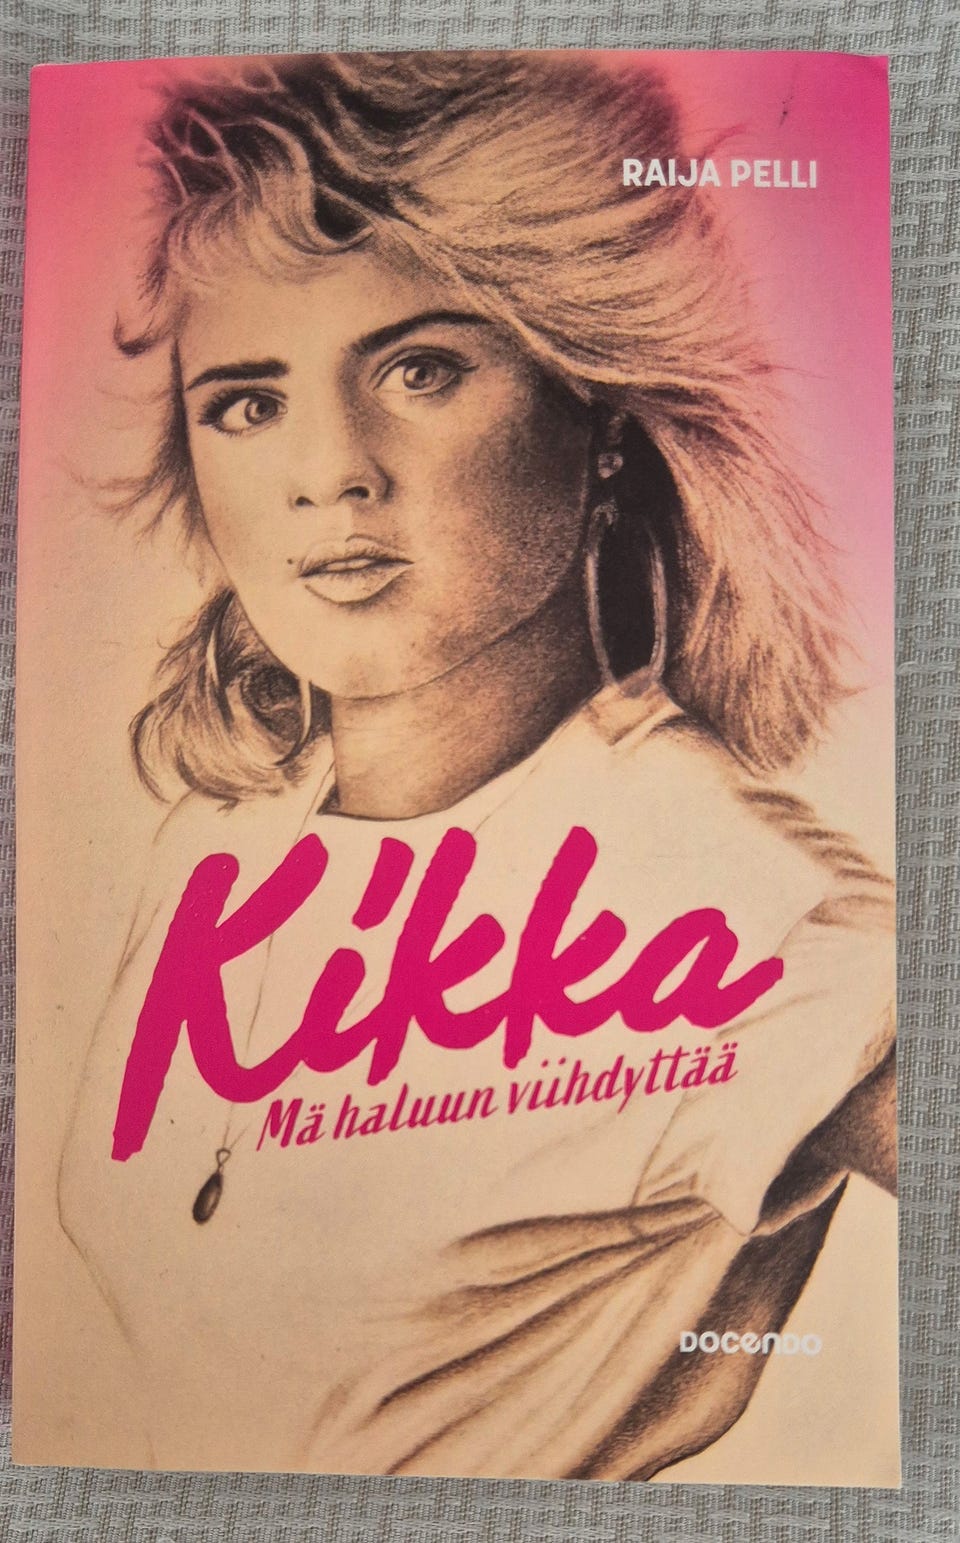 RAIJA PELLI
Kikka
Mä haluun viihdyttää
DOCENDO